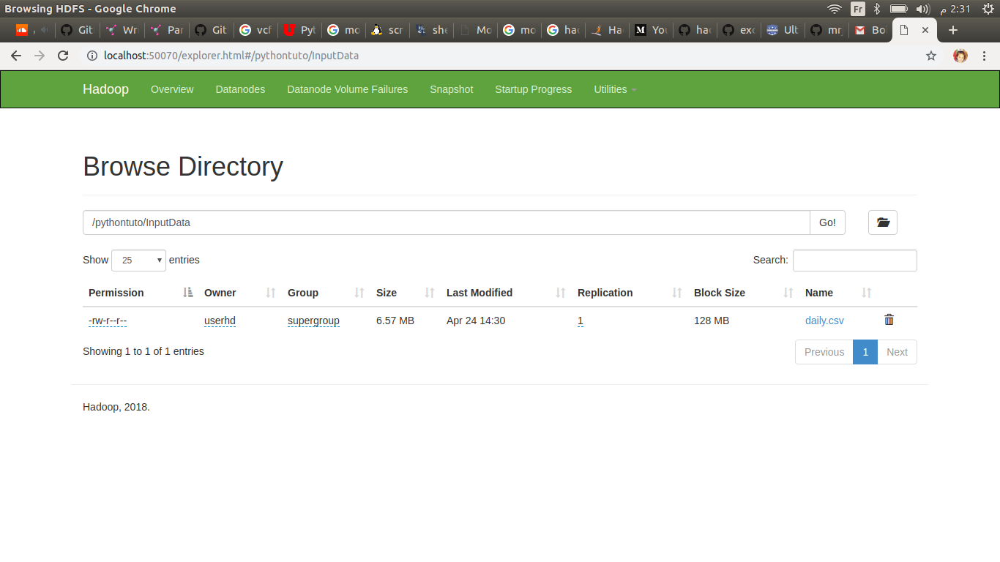 Browsing HDFS - Google Chrome Fr م 2:31
Git Wr Par Git vcf Pyt mo scr she Mo mo hac Ha M You had exc Ult mr Bo
localhost:50070/explorer.html#/pythontuto/InputData
Hadoop Overview Datanodes Datanode Volume Failures Snapshot Startup Progress Utilities
Browse Directory
/pythontuto/InputData Go!
Show 25 entries Search:
Permission Owner Group Size Last Modified Replication Block Size Name
-rw-r--r-- userhd supergroup 6.57 MB Apr 24 14:30 1 128 MB daily.csv
Showing 1 to 1 of 1 entries Previous 1 Next
Hadoop, 2018.